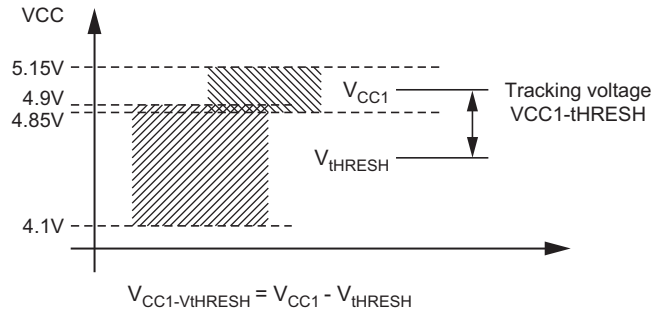 VCC
5.15V
4.9V
4.85V
4.1V
VCC1
VtHRESH
Tracking voltage
VCC1-tHRESH
VCC1-VtHRESH = VCC1 - VtHRESH